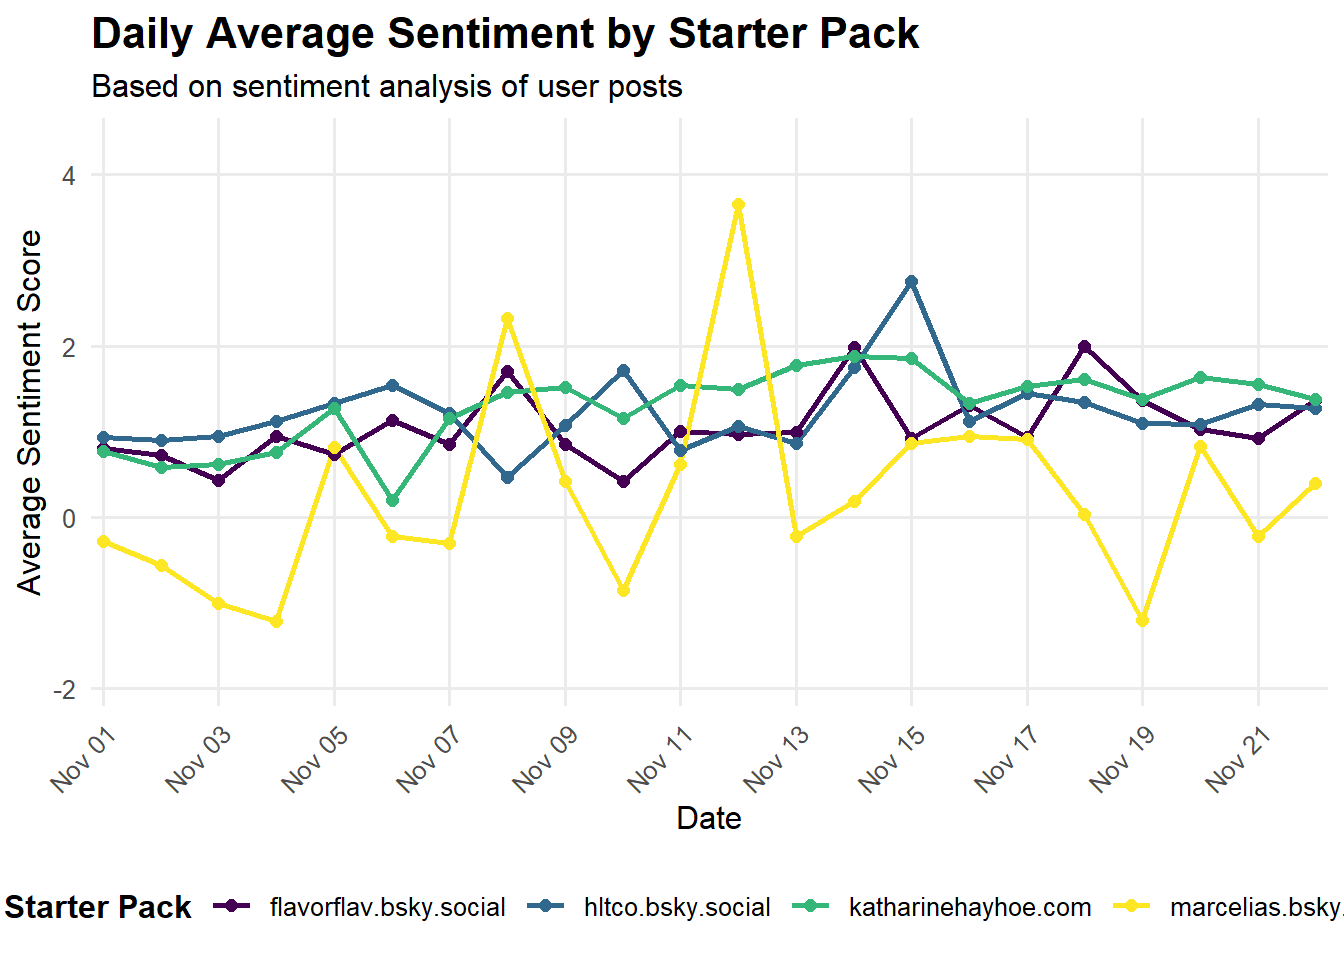 Daily Average Sentiment by Starter Pack
Based on sentiment analysis of user posts
Average Sentiment Score
4
2
0
-2
Nov 01 Nov 03 Nov 05 Nov 07 Nov 09 Nov 11 Nov 13 Nov 15 Nov 17 Nov 19 Nov 21
Date
Starter Pack flavorflav.bsky.social hltco.bsky.social katharinehayhoe.com marcelias.bsky.